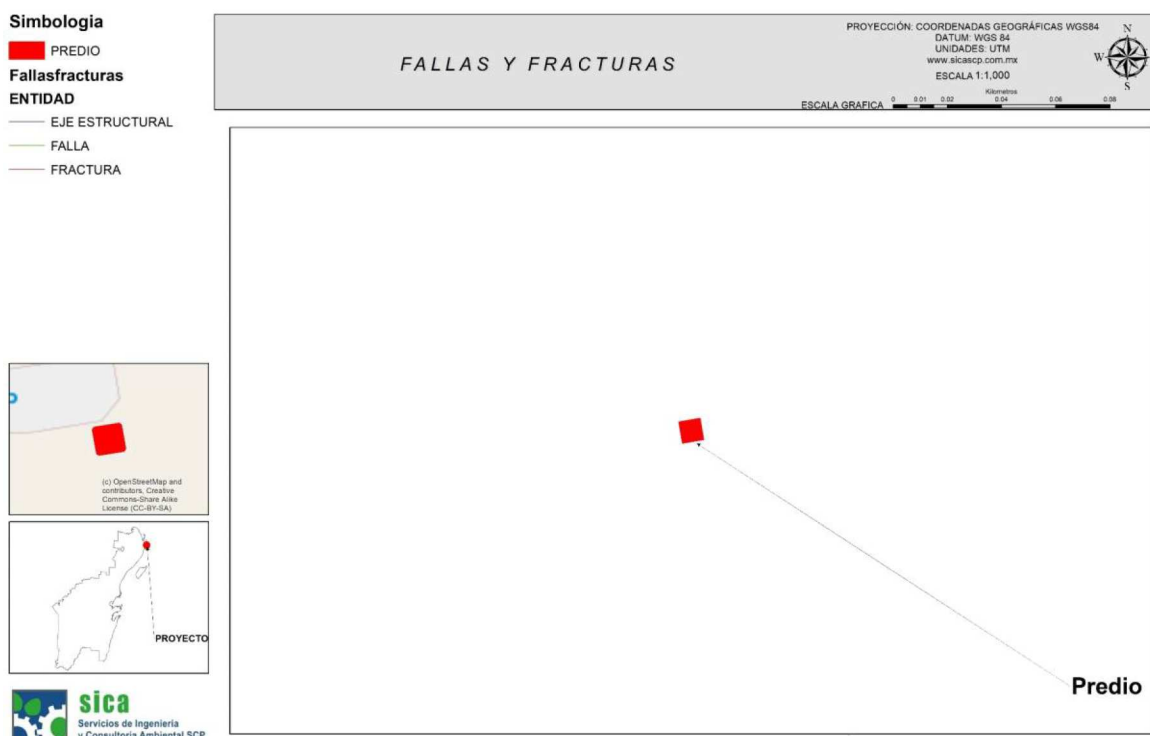 Simbologia
PREDIO
Fallasfracturas
ENTIDAD
EJE ESTRUCTURAL
FALLA
FRACTURA
FALLAS Y FRACTURAS
PROYECCIÓN: COORDENADAS GEOGRÁFICAS WGS84
DATUM: WGS 84
UNIDADES: UTM
www.sicascp.com.mx
ESCALA 1:1,000
Kilometros
ESCALA GRAFICA
0 0.01 0.02 0.04 0.06 0.08
N
W E
S
(c) OpenStreetMap and
contributors, Creative
Commons-Share Alike
License (CC-BY-SA)
PROYECTO
Predio
sica
Servicios de Ingeniería
y Consultoría Ambiental SCP